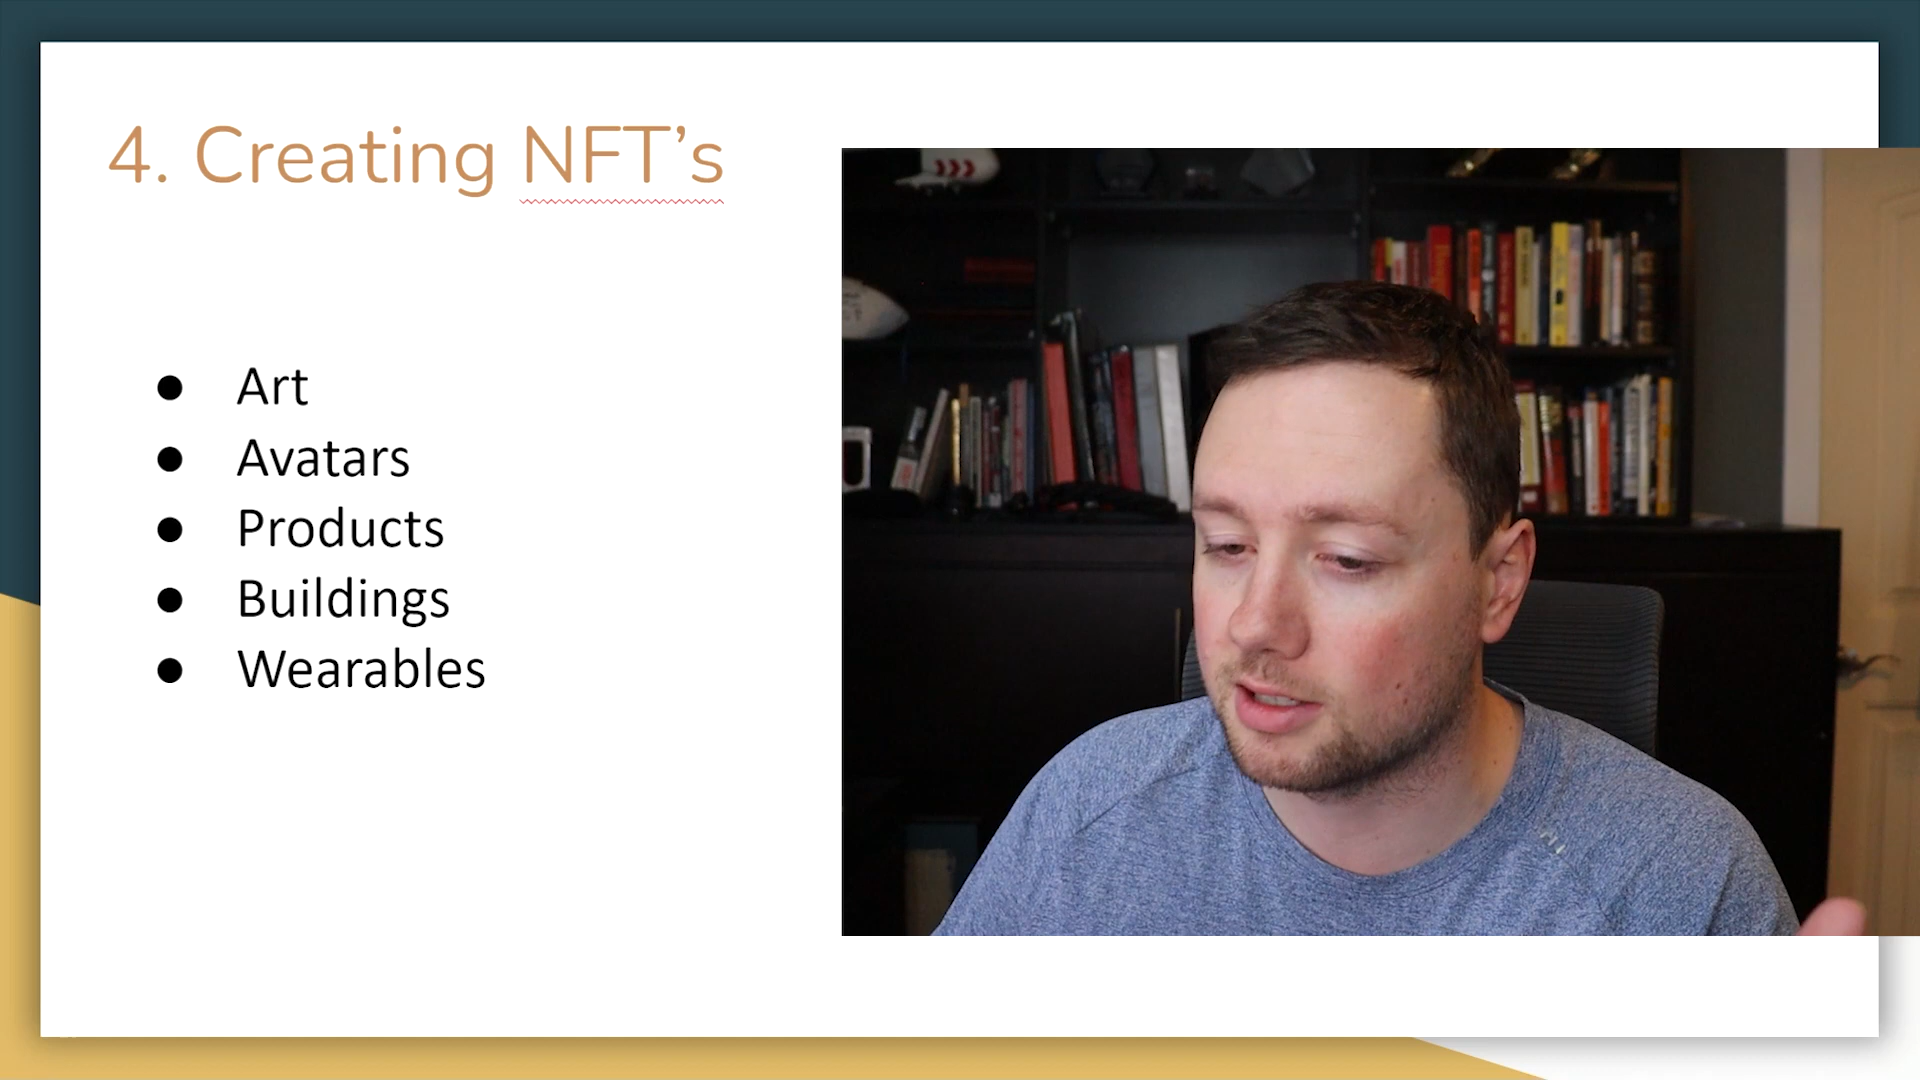 4. Creating NFT’s
● Art
● Avatars
● Products
● Buildings
● Wearables